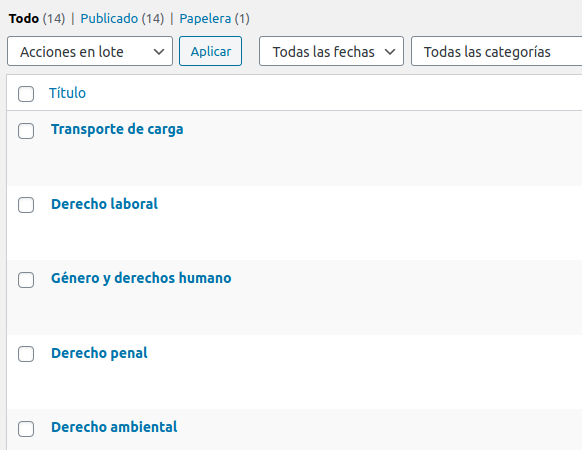 Todo (14) | Publicado (14) | Papelera (1)
Acciones en lote Aplicar Todas las fechas Todas las categorías
Título
Transporte de carga
Derecho laboral
Género y derechos humano
Derecho penal
Derecho ambiental